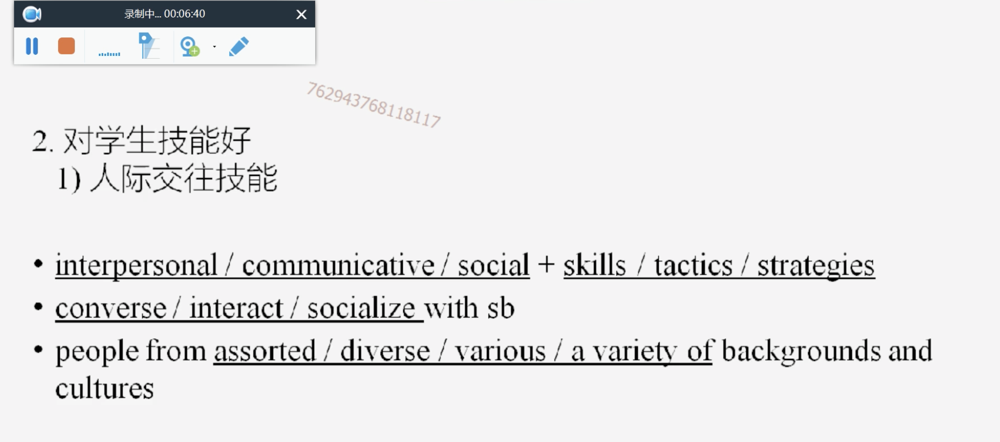 录制中... 00:06:40
762943768118117
2. 对学生技能好
1) 人际交往技能
• interpersonal / communicative / social + skills / tactics / strategies
• converse / interact / socialize with sb
• people from assorted / diverse / various / a variety of backgrounds and
cultures